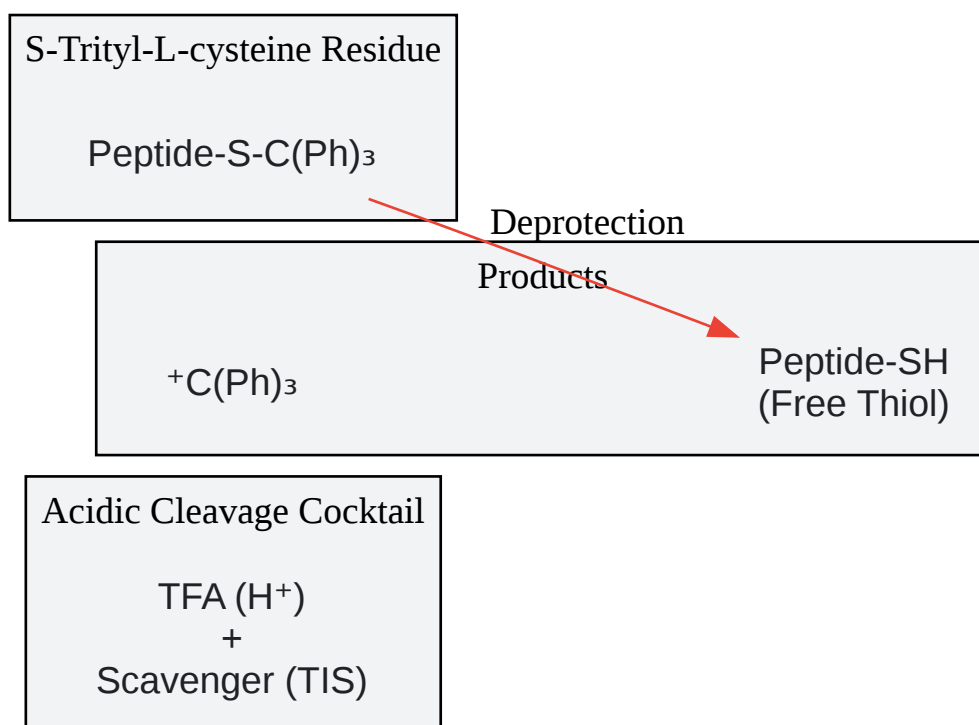 S-Trityl-L-cysteine Residue
Peptide-S-C(Ph)₃
Deprotection
Products
⁺C(Ph)₃
Peptide-SH
(Free Thiol)
Acidic Cleavage Cocktail
TFA (H⁺)
+
Scavenger (TIS)